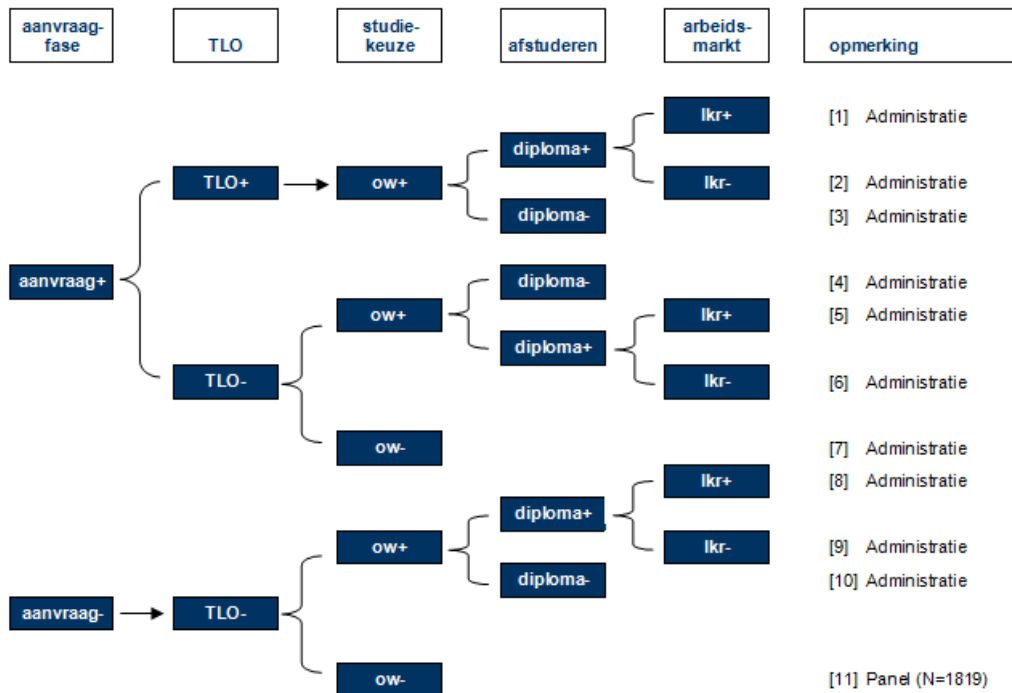 aanvraag-
fase
TLO
studie-
keuze
afstuderen
arbeids-
markt
opmerking
lkr+
[1] Administratie
diploma+
TLO+
ow+
lkr-
[2] Administratie
diploma-
[3] Administratie
aanvraag+
diploma-
[4] Administratie
ow+
lkr+
[5] Administratie
diploma+
TLO-
lkr-
[6] Administratie
ow-
[7] Administratie
lkr+
[8] Administratie
diploma+
ow+
lkr-
[9] Administratie
diploma-
[10] Administratie
aanvraag-
TLO-
ow-
[11] Panel (N=1819)